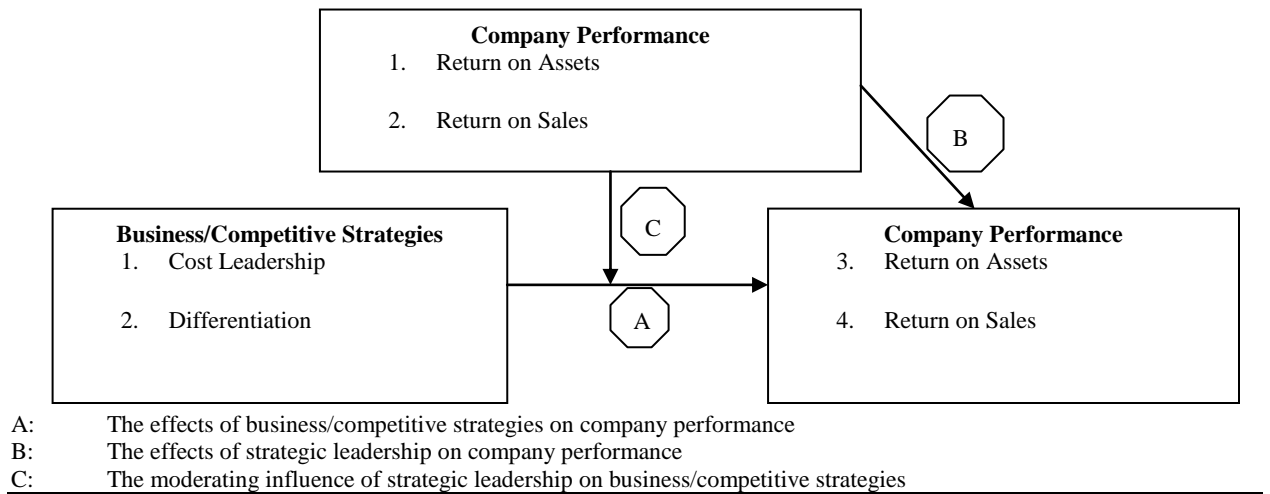 Company Performance
1. Return on Assets
2. Return on Sales
B
C
Business/Competitive Strategies
1. Cost Leadership
2. Differentiation
A
Company Performance
3. Return on Assets
4. Return on Sales
A: The effects of business/competitive strategies on company performance
B: The effects of strategic leadership on company performance
C: The moderating influence of strategic leadership on business/competitive strategies